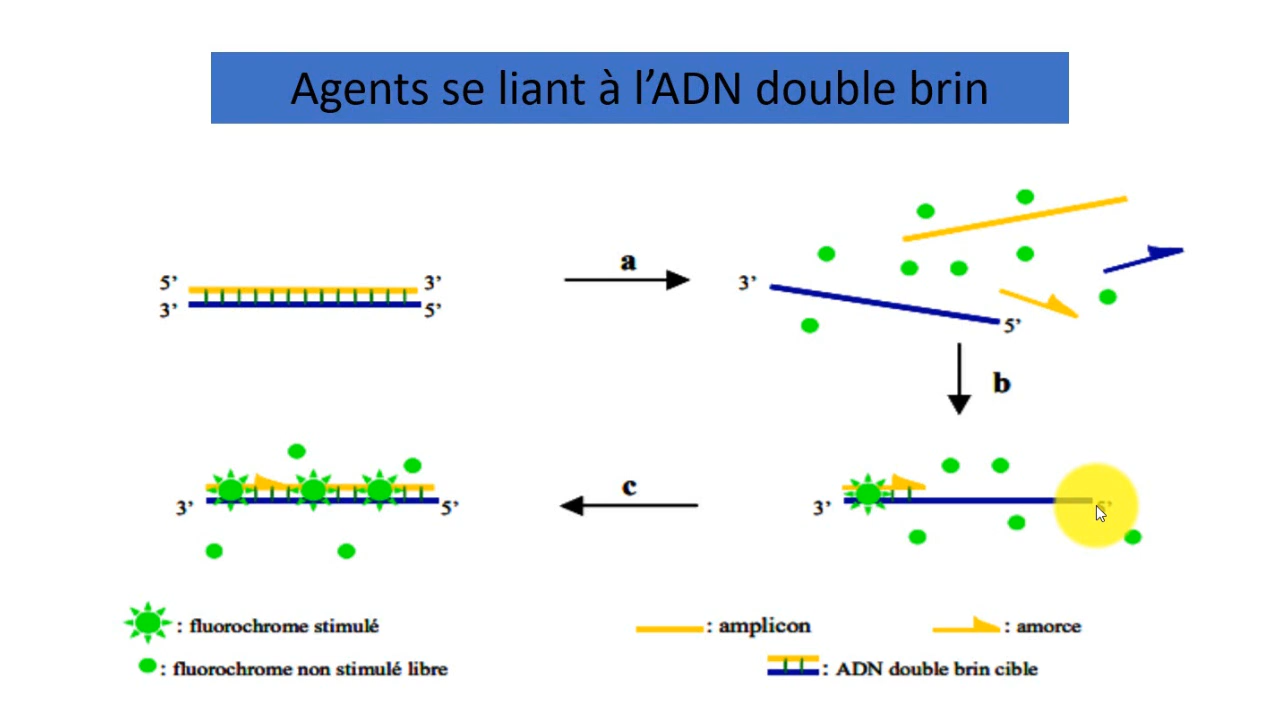 Agents se liant à l’ADN double brin
a
5’ 3’
3’ 5’
3’ 5’
b
c
3’ 5’
3’ 5’
: fluorochrome stimulé
: amplicon
: amorce
: fluorochrome non stimulé libre
: ADN double brin cible